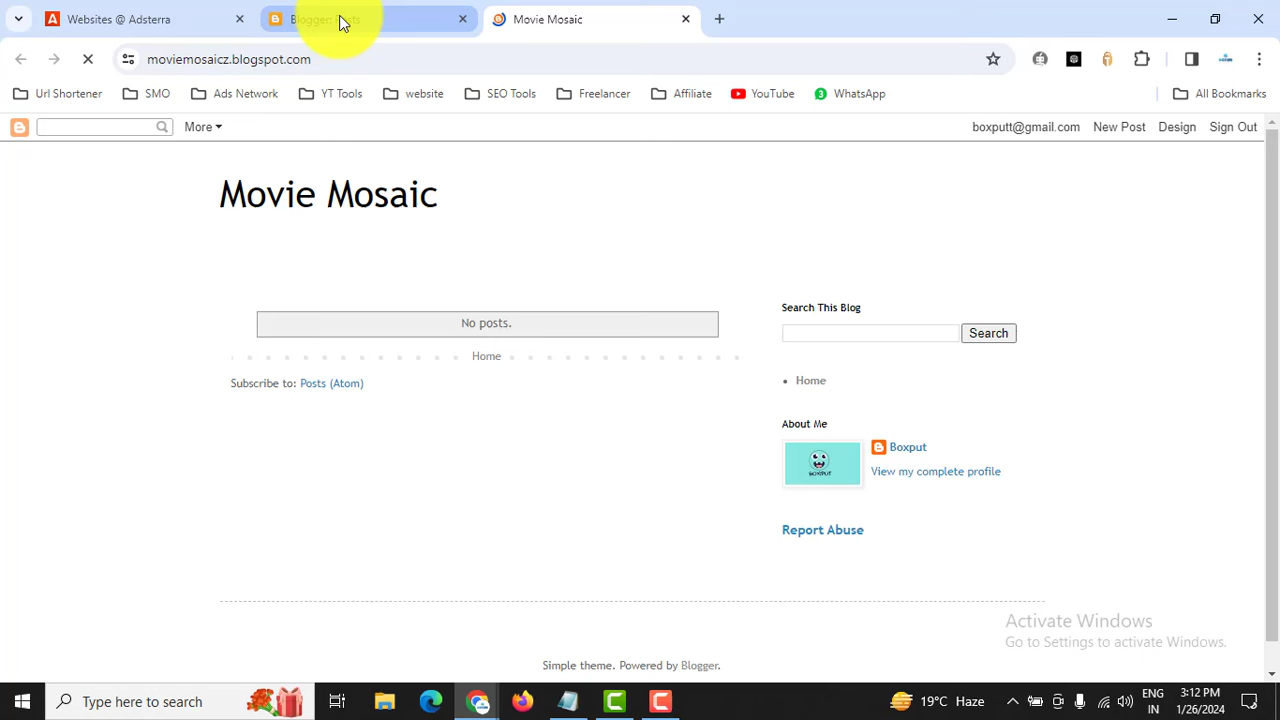 Websites @ Adsterra
Blogger: Posts
Movie Mosaic
moviemosaicz.blogspot.com
Url Shortener
SMO
Ads Network
YT Tools
website
SEO Tools
Freelancer
Affiliate
YouTube
WhatsApp
All Bookmarks
More
boxputt@gmail.com
New Post
Design
Sign Out
Movie Mosaic
Search This Blog
No posts.
Search
Home
Home
Subscribe to: Posts (Atom)
About Me
BOXPUT
Boxput
View my complete profile
Report Abuse
Activate Windows
Go to Settings to activate Windows.
Simple theme. Powered by Blogger.
Type here to search
19°C Haze
ENG
IN
3:12 PM
1/26/2024